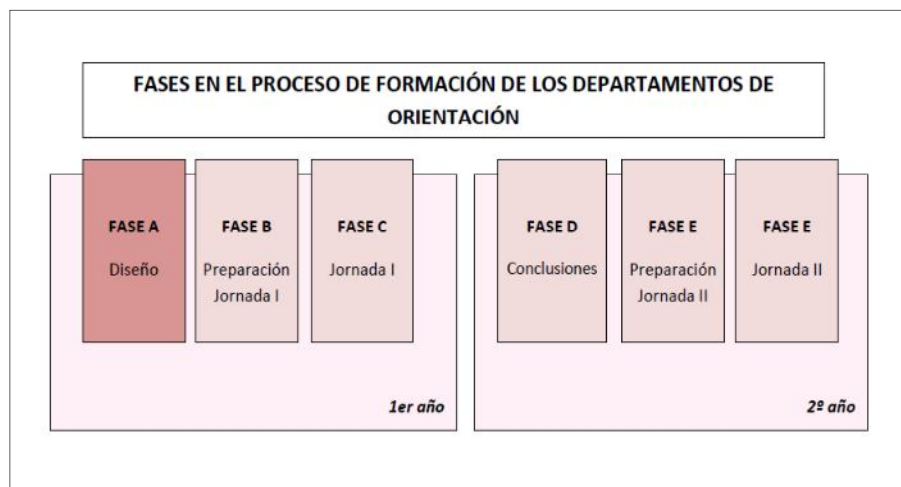 FASES EN EL PROCESO DE FORMACIÓN DE LOS DEPARTAMENTOS DE
ORIENTACIÓN
FASE A
Diseño
FASE B
Preparación
Jornada I
FASE C
Jornada I
1er año
FASE D
Conclusiones
FASE E
Preparación
Jornada II
FASE E
Jornada II
2º año